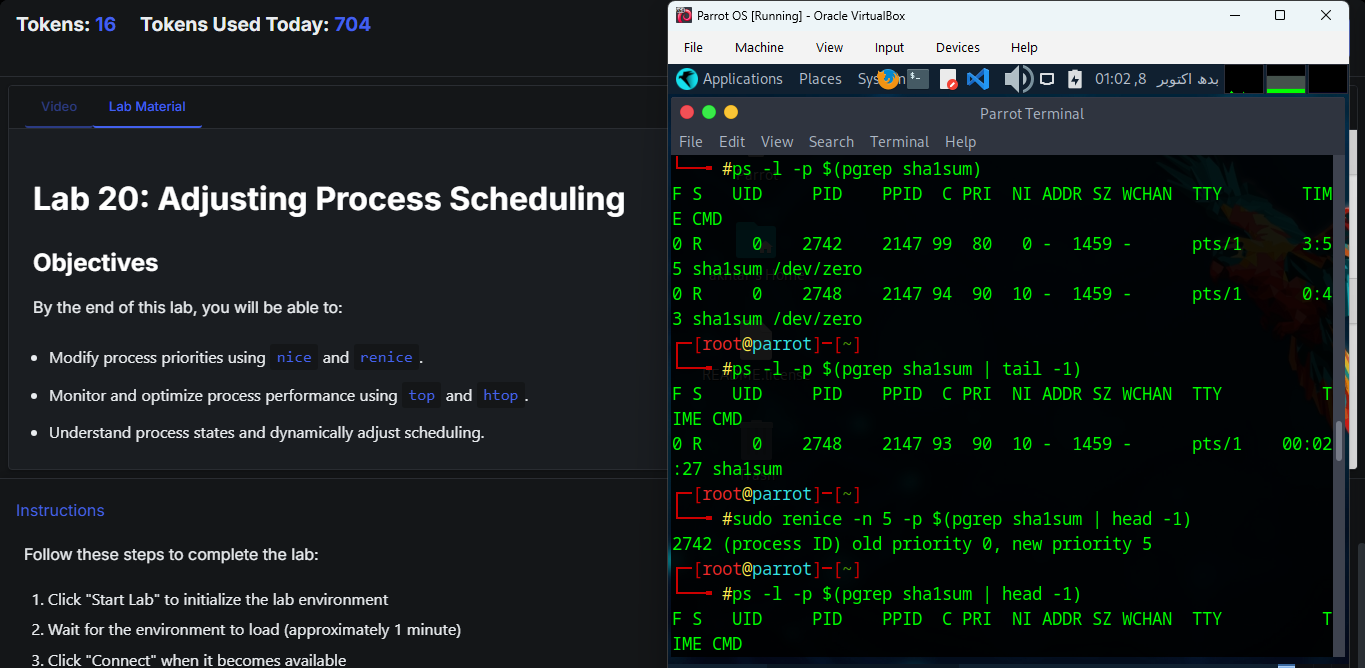 Tokens: 16 Tokens Used Today: 704
Video Lab Material
Lab 20: Adjusting Process Scheduling
Objectives
By the end of this lab, you will be able to:
Modify process priorities using nice and renice.
Monitor and optimize process performance using top and htop.
Understand process states and dynamically adjust scheduling.
Instructions
Follow these steps to complete the lab:
1. Click "Start Lab" to initialize the lab environment
2. Wait for the environment to load (approximately 1 minute)
3. Click "Connect" when it becomes available
Parrot OS [Running] - Oracle VirtualBox
File Machine View Input Devices Help
Applications Places 01:02 ,8 بدھ اکتوبر
Parrot Terminal
File Edit View Search Terminal Help
#ps -l -p $(pgrep sha1sum)
F S UID PID PPID C PRI NI ADDR SZ WCHAN TTY TIM
E CMD
0 R 0 2742 2147 99 80 0 - 1459 - pts/1 3:5
5 sha1sum /dev/zero
0 R 0 2748 2147 94 90 10 - 1459 - pts/1 0:4
3 sha1sum /dev/zero
[root@parrot]-[~]
#ps -l -p $(pgrep sha1sum | tail -1)
F S UID PID PPID C PRI NI ADDR SZ WCHAN TTY T
IME CMD
0 R 0 2748 2147 93 90 10 - 1459 - pts/1 00:02
:27 sha1sum
[root@parrot]-[~]
#sudo renice -n 5 -p $(pgrep sha1sum | head -1)
2742 (process ID) old priority 0, new priority 5
[root@parrot]-[~]
#ps -l -p $(pgrep sha1sum | head -1)
F S UID PID PPID C PRI NI ADDR SZ WCHAN TTY T
IME CMD